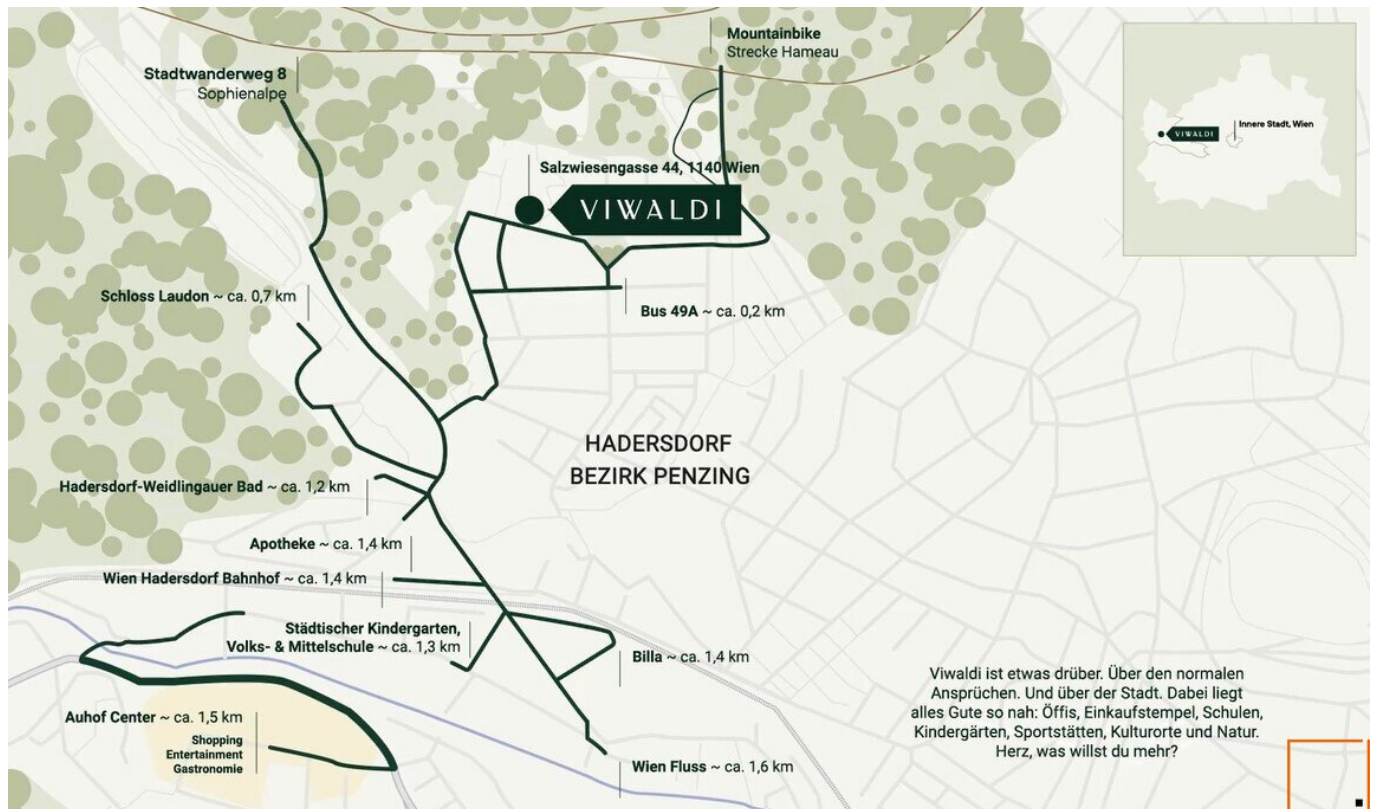 Mountainbike
Strecke Hameau
Stadtwanderweg 8
Sophienalpe
VIWALDI
Innere Stadt, Wien
Salzwiesengasse 44, 1140 Wien
VIWALDI
Schloss Laudon ~ ca. 0,7 km
Bus 49A ~ ca. 0,2 km
HADERSDORF
BEZIRK PENZING
Hadersdorf-Weidlingauer Bad ~ ca. 1,2 km
Apotheke ~ ca. 1,4 km
Wien Hadersdorf Bahnhof ~ ca. 1,4 km
Städtischer Kindergarten,
Volks- & Mittelschule ~ ca. 1,3 km
Billa ~ ca. 1,4 km
Auhof Center ~ ca. 1,5 km
Shopping
Entertainment
Gastronomie
Wien Fluss ~ ca. 1,6 km
Viwaldi ist etwas drüber. Über den normalen
Ansprüchen. Und über der Stadt. Dabei liegt
alles Gute so nah: Öffis, Einkaufstempel, Schulen,
Kindergärten, Sportstätten, Kulturorte und Natur.
Herz, was willst du mehr?